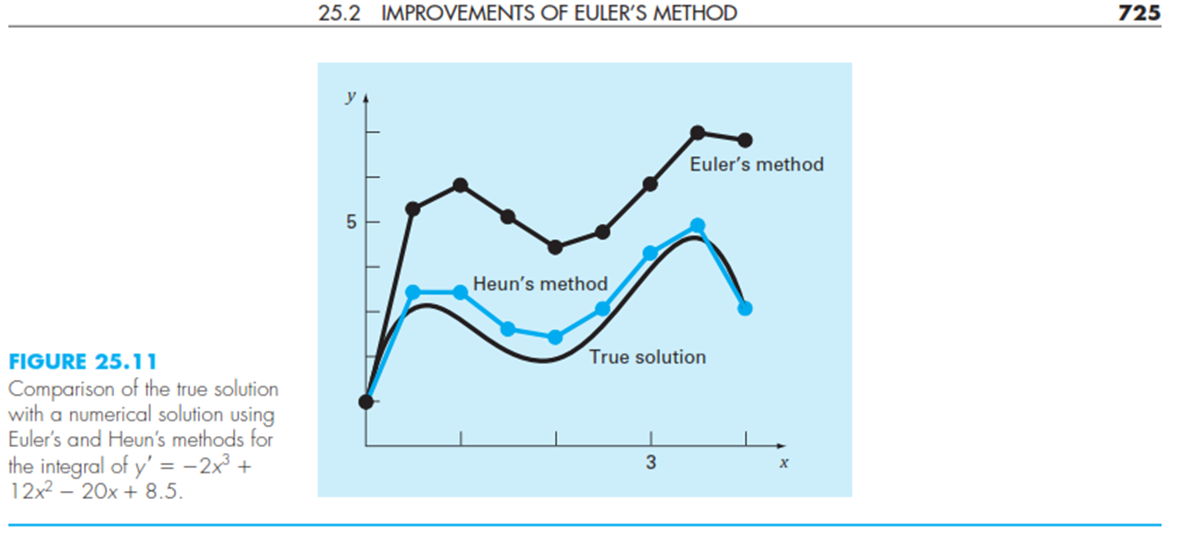 25.2 IMPROVEMENTS OF EULER'S METHOD 725
y
Euler's method
5
Heun's method
True solution
3 x
FIGURE 25.11
Comparison of the true solution
with a numerical solution using
Euler's and Heun's methods for
the integral of y′ = −2x³ +
12x² − 20x + 8.5.